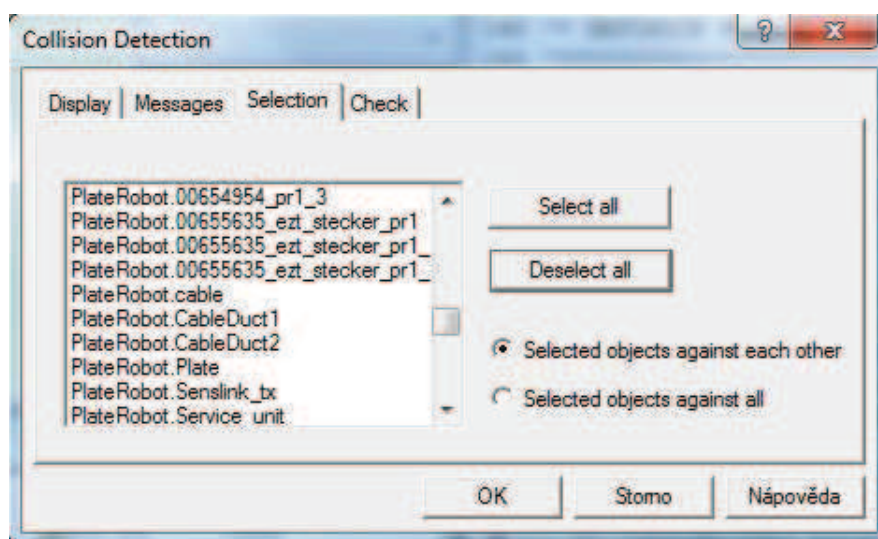 Collision Detection
Display Messages Selection Check
PlateRobot.00654954_pr1_3
PlateRobot.00655635_ezt_stecker_pr1
PlateRobot.00655635_ezt_stecker_pr1_
PlateRobot.00655635_ezt_stecker_pr1_
PlateRobot.cable
PlateRobot.CableDuct1
PlateRobot.CableDuct2
PlateRobot.Plate
PlateRobot.Senslink_tx
PlateRobot.Service_unit
Select all
Deselect all
Selected objects against each other
Selected objects against all
OK Storno Nápověda